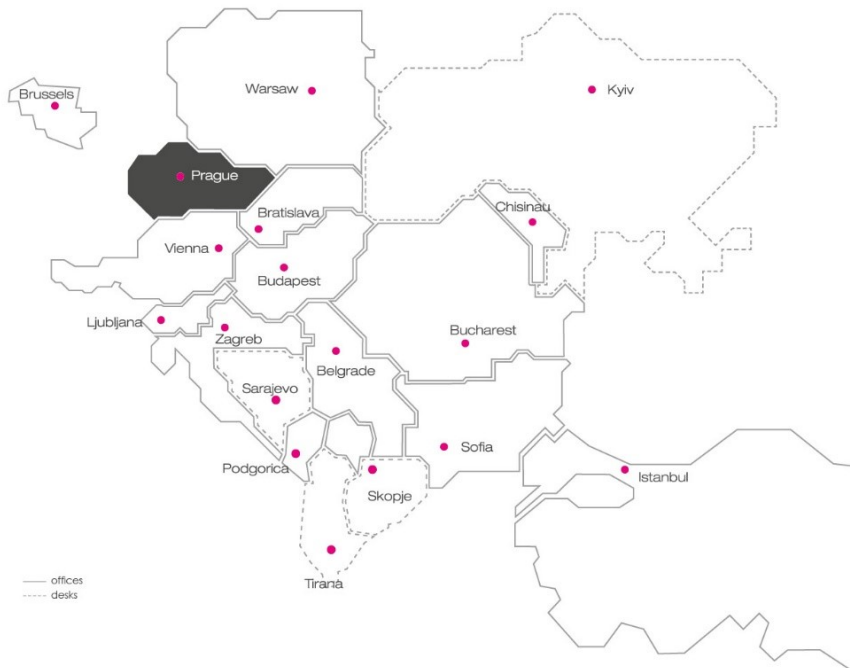 Warsaw
Kyiv
Brussels
Prague
Chisinau
Bratislava
Vienna
Budapest
Ljubljana
Zagreb
Bucharest
Belgrade
Sarajevo
Sofia
Podgorica
Istanbul
Skopje
Tirana
offices
desks